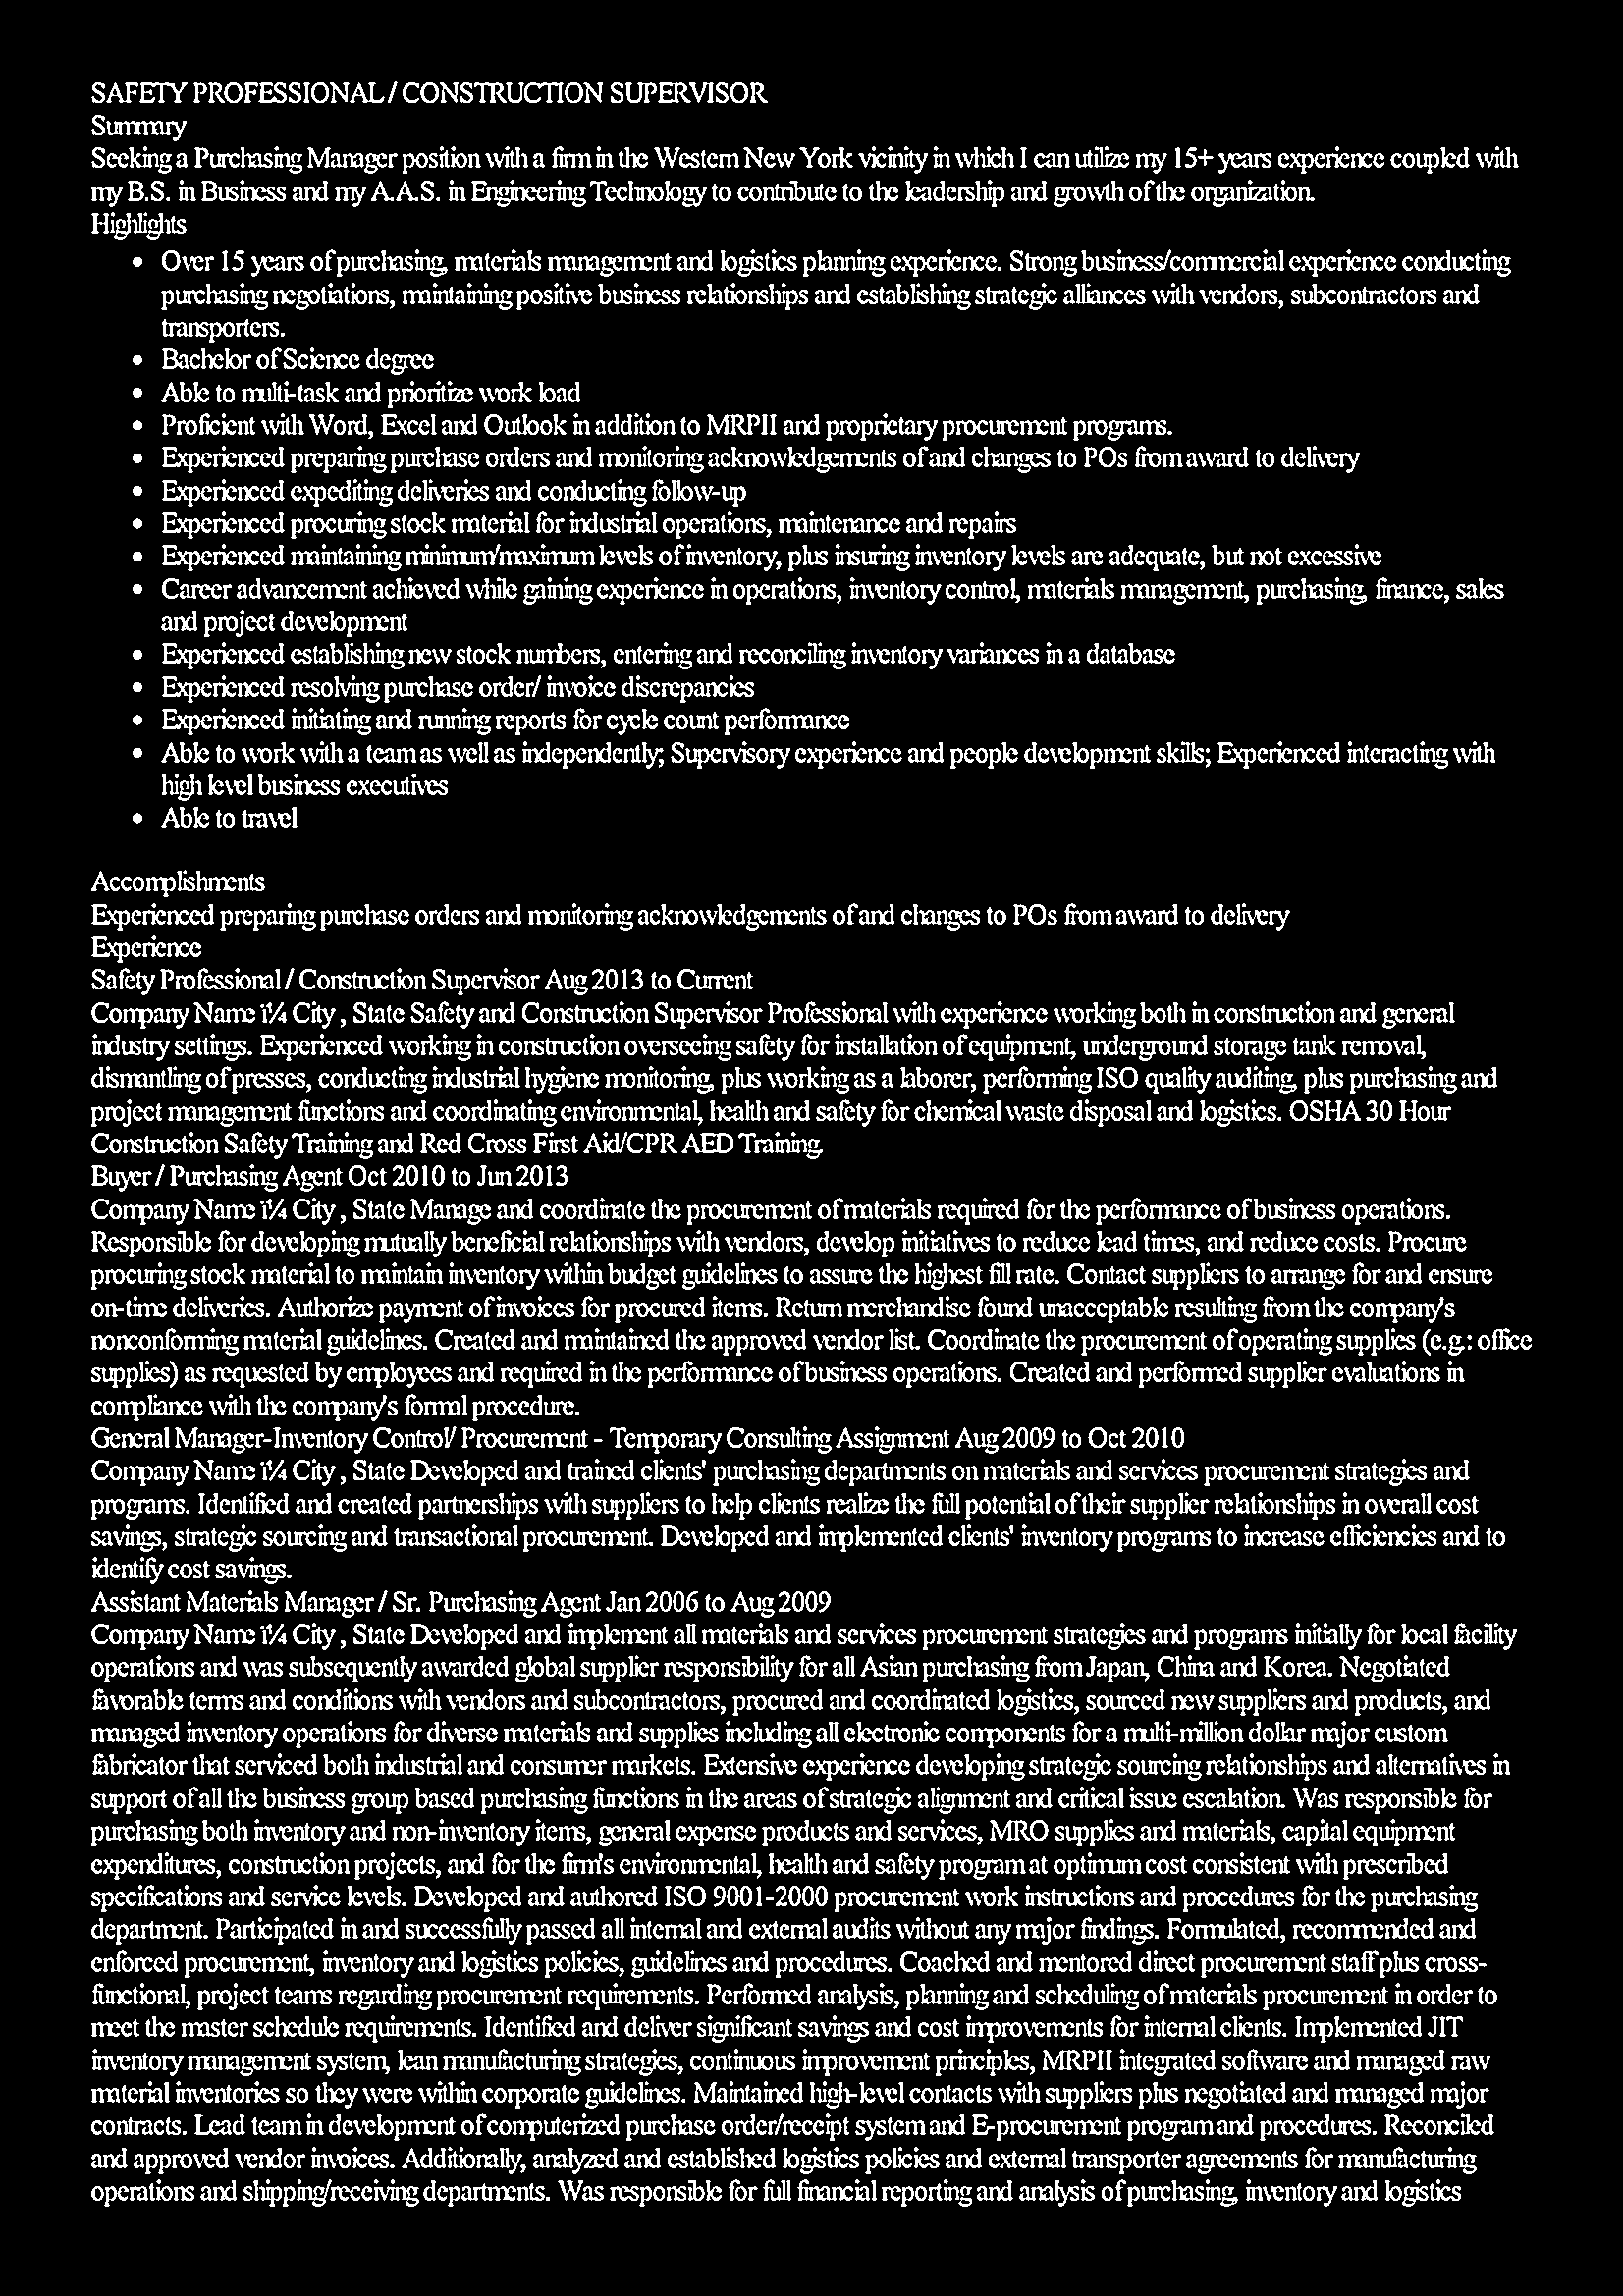 SAFETY PROFESSIONAL / CONSTRUCTION SUPERVISOR
Summary
Seeking a Purchasing Manager position with a firm in the Western New York vicinity in which I can utilize my 15+ years experience coupled with
my B.S. in Business and my A.A.S. in Engineering Technology to contribute to the leadership and growth of the organization.
Highlights
• Over 15 years of purchasing, materials management and logistics planning experience. Strong business/commercial experience conducting
purchasing negotiations, maintaining positive business relationships and establishing strategic alliances with vendors, subcontractors and
transporters.
• Bachelor of Science degree
• Able to multi-task and prioritize work load
• Proficient with Word, Excel and Outlook in addition to MRPII and proprietary procurement programs.
• Experienced preparing purchase orders and monitoring acknowledgements of and changes to POs from award to delivery
• Experienced expediting deliveries and conducting follow-up
• Experienced procuring stock material for industrial operations, maintenance and repairs
• Experienced maintaining minimum/maximum levels of inventory, plus insuring inventory levels are adequate, but not excessive
• Career advancement achieved while gaining experience in operations, inventory control, materials management, purchasing, finance, sales
and project development
• Experienced establishing new stock numbers, entering and reconciling inventory variances in a database
• Experienced resolving purchase order/ invoice discrepancies
• Experienced initiating and running reports for cycle count performance
• Able to work with a team as well as independently; Supervisory experience and people development skills; Experienced interacting with
high level business executives
• Able to travel
Accomplishments
Experienced preparing purchase orders and monitoring acknowledgements of and changes to POs from award to delivery
Experience
Safety Professional / Construction Supervisor Aug 2013 to Current
Company Name ï¼ City , State Safety and Construction Supervisor Professional with experience working both in construction and general
industry settings. Experienced working in construction overseeing safety for installation of equipment, underground storage tank removal,
dismantling of presses, conducting industrial hygiene monitoring, plus working as a laborer, performing ISO quality auditing, plus purchasing and
project management functions and coordinating environmental, health and safety for chemical waste disposal and logistics. OSHA 30 Hour
Construction Safety Training and Red Cross First Aid/CPR AED Training.
Buyer / Purchasing Agent Oct 2010 to Jun 2013
Company Name ï¼ City , State Manage and coordinate the procurement of materials required for the performance of business operations.
Responsible for developing mutually beneficial relationships with vendors, develop initiatives to reduce lead times, and reduce costs. Procure
procuring stock material to maintain inventory within budget guidelines to assure the highest fill rate. Contact suppliers to arrange for and ensure
on-time deliveries. Authorize payment of invoices for procured items. Return merchandise found unacceptable resulting from the company's
nonconforming material guidelines. Created and maintained the approved vendor list. Coordinate the procurement of operating supplies (e.g.: office
supplies) as requested by employees and required in the performance of business operations. Created and performed supplier evaluations in
compliance with the company's formal procedure.
General Manager-Inventory Control/ Procurement - Temporary Consulting Assignment Aug 2009 to Oct 2010
Company Name ï¼ City , State Developed and trained clients' purchasing departments on materials and services procurement strategies and
programs. Identified and created partnerships with suppliers to help clients realize the full potential of their supplier relationships in overall cost
savings, strategic sourcing and transactional procurement. Developed and implemented clients' inventory programs to increase efficiencies and to
identify cost savings.
Assistant Materials Manager / Sr. Purchasing Agent Jan 2006 to Aug 2009
Company Name ï¼ City , State Developed and implement all materials and services procurement strategies and programs initially for local facility
operations and was subsequently awarded global supplier responsibility for all Asian purchasing from Japan, China and Korea. Negotiated
favorable terms and conditions with vendors and subcontractors, procured and coordinated logistics, sourced new suppliers and products, and
managed inventory operations for diverse materials and supplies including all electronic components for a multi-million dollar major custom
fabricator that serviced both industrial and consumer markets. Extensive experience developing strategic sourcing relationships and alternatives in
support of all the business group based purchasing functions in the areas of strategic alignment and critical issue escalation. Was responsible for
purchasing both inventory and non-inventory items, general expense products and services, MRO supplies and materials, capital equipment
expenditures, construction projects, and for the firm's environmental, health and safety program at optimum cost consistent with prescribed
specifications and service levels. Developed and authored ISO 9001-2000 procurement work instructions and procedures for the purchasing
department. Participated in and successfully passed all internal and external audits without any major findings. Formulated, recommended and
enforced procurement, inventory and logistics policies, guidelines and procedures. Coached and mentored direct procurement staff plus cross-
functional, project teams regarding procurement requirements. Performed analysis, planning and scheduling of materials procurement in order to
meet the master schedule requirements. Identified and deliver significant savings and cost improvements for internal clients. Implemented JIT
inventory management system, lean manufacturing strategies, continuous improvement principles, MRPII integrated software and managed raw
material inventories so they were within corporate guidelines. Maintained high-level contacts with suppliers plus negotiated and managed major
contracts. Lead team in development of computerized purchase order/receipt system and E-procurement program and procedures. Reconciled
and approved vendor invoices. Additionally, analyzed and established logistics policies and external transporter agreements for manufacturing
operations and shipping/receiving departments. Was responsible for full financial reporting and analysis of purchasing, inventory and logistics